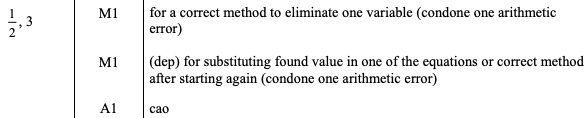 1/2, 3 M1 for a correct method to eliminate one variable (condone one arithmetic
error)
M1 (dep) for substituting found value in one of the equations or correct method
after starting again (condone one arithmetic error)
A1 cao